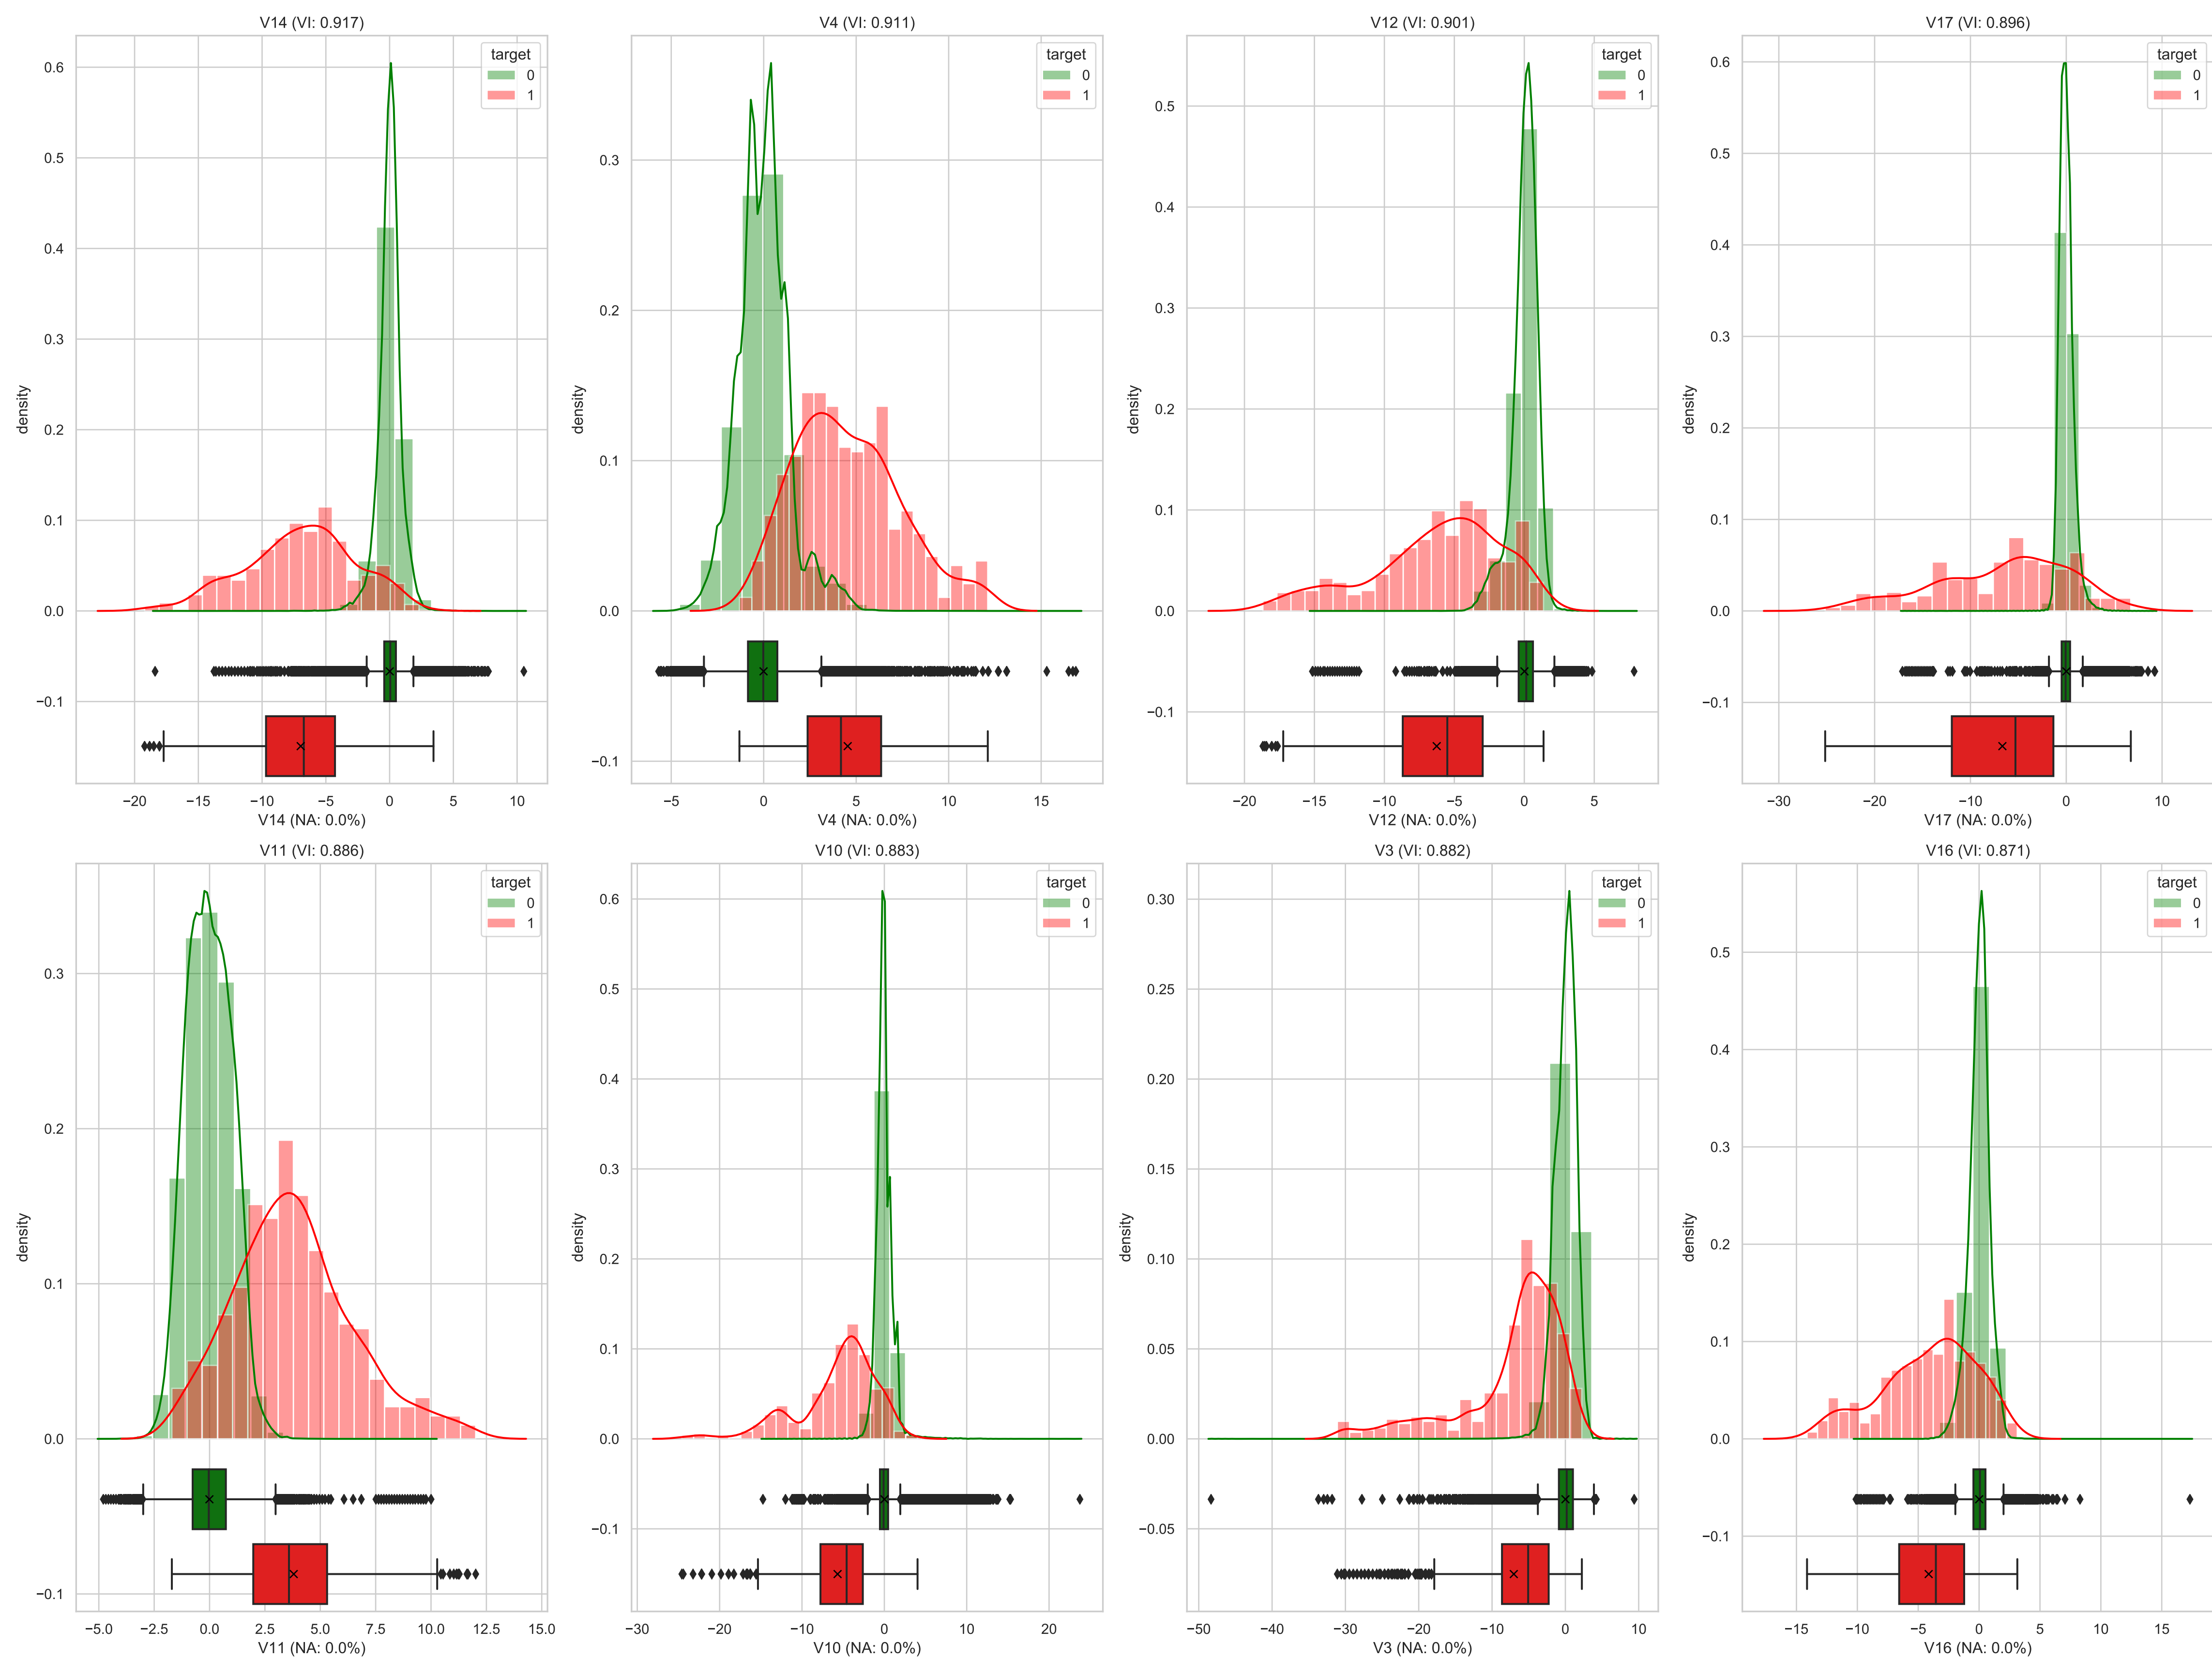 V14 (VI: 0.917)
target
0
1
density
0.6
0.5
0.4
0.3
0.2
0.1
0.0
−0.1
−20 −15 −10 −5 0 5 10
V14 (NA: 0.0%)
V4 (VI: 0.911)
target
0
1
density
0.3
0.2
0.1
0.0
−0.1
−5 0 5 10 15
V4 (NA: 0.0%)
V12 (VI: 0.901)
target
0
1
density
0.5
0.4
0.3
0.2
0.1
0.0
−0.1
−20 −15 −10 −5 0 5
V12 (NA: 0.0%)
V17 (VI: 0.896)
target
0
1
density
0.6
0.5
0.4
0.3
0.2
0.1
0.0
−0.1
−30 −20 −10 0 10
V17 (NA: 0.0%)
V11 (VI: 0.886)
target
0
1
density
0.3
0.2
0.1
0.0
−0.1
−5.0 −2.5 0.0 2.5 5.0 7.5 10.0 12.5 15.0
V11 (NA: 0.0%)
V10 (VI: 0.883)
target
0
1
density
0.6
0.5
0.4
0.3
0.2
0.1
0.0
−0.1
−30 −20 −10 0 10 20
V10 (NA: 0.0%)
V3 (VI: 0.882)
target
0
1
density
0.30
0.25
0.20
0.15
0.10
0.05
0.00
−0.05
−50 −40 −30 −20 −10 0 10
V3 (NA: 0.0%)
V16 (VI: 0.871)
target
0
1
density
0.5
0.4
0.3
0.2
0.1
0.0
−0.1
−15 −10 −5 0 5 10 15
V16 (NA: 0.0%)